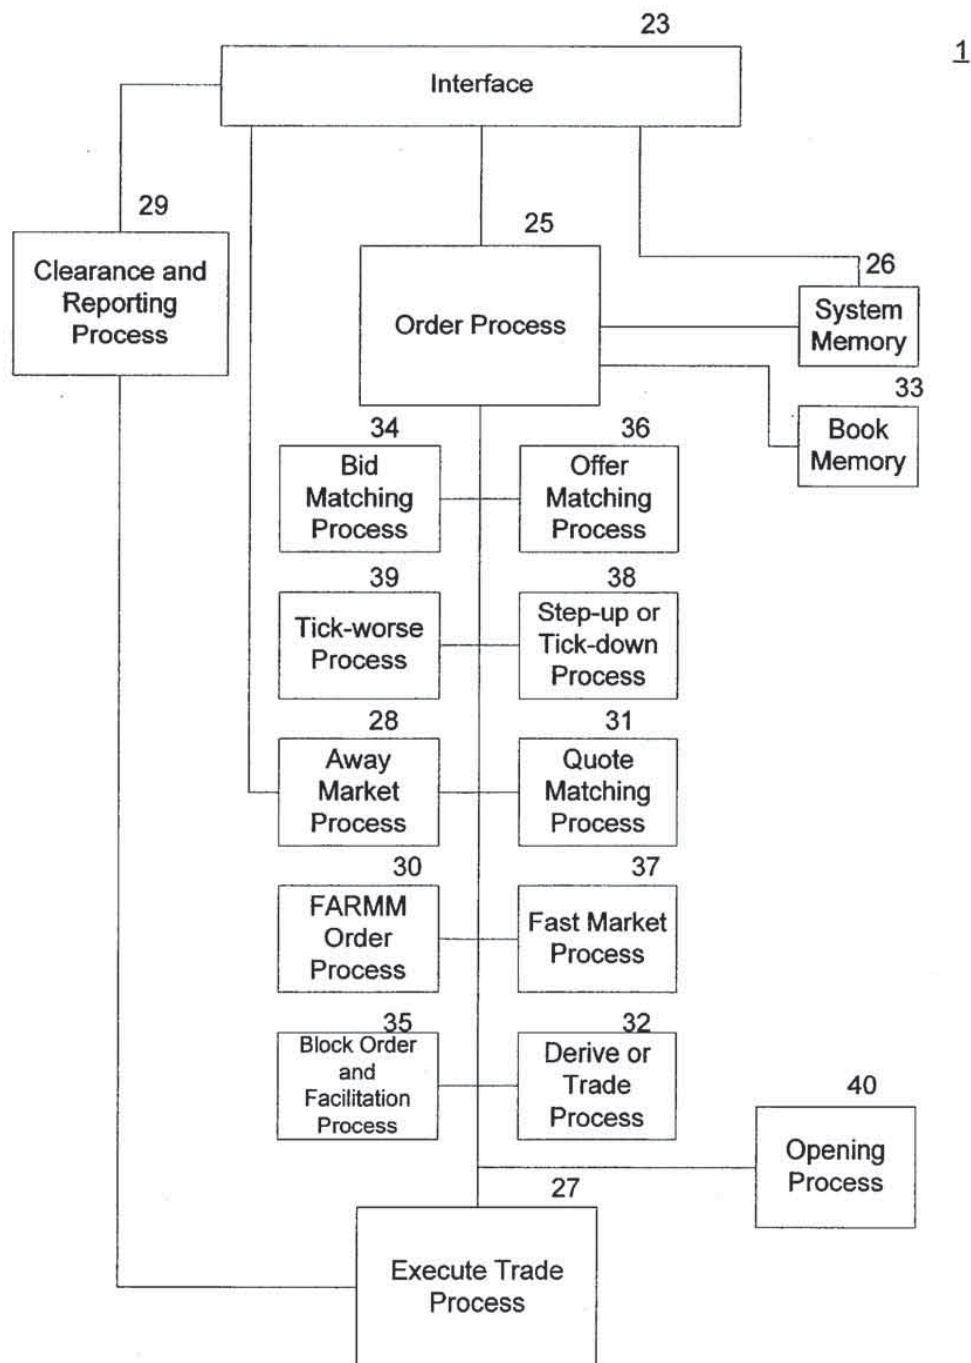 23
1
Interface
29
Clearance and
Reporting
Process
25
Order Process
26
System
Memory
33
Book
Memory
34
Bid
Matching
Process
36
Offer
Matching
Process
39
Tick-worse
Process
38
Step-up or
Tick-down
Process
28
Away
Market
Process
31
Quote
Matching
Process
30
FARMM
Order
Process
37
Fast Market
Process
35
Block Order
and
Facilitation
Process
32
Derive or
Trade
Process
40
Opening
Process
27
Execute Trade
Process